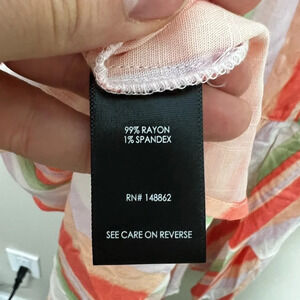 99% RAYON
1% SPANDEX
RN# 148862
SEE CARE ON REVERSE